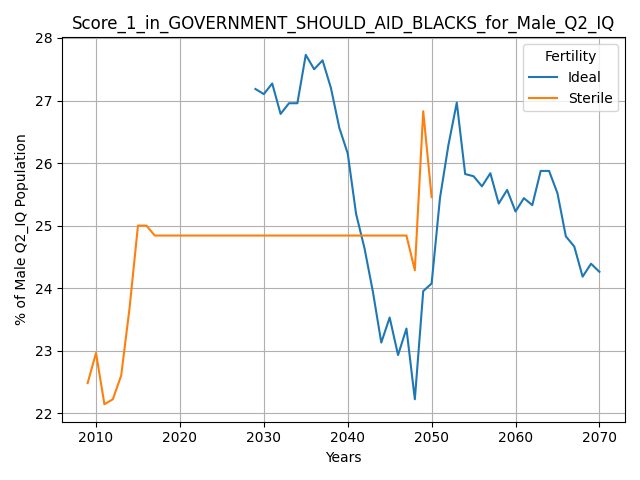 Score_1_in_GOVERNMENT_SHOULD_AID_BLACKS_for_Male_Q2_IQ
Fertility
Ideal
Sterile
% of Male Q2_IQ Population
28
27
26
25
24
23
22
2010 2020 2030 2040 2050 2060 2070
Years